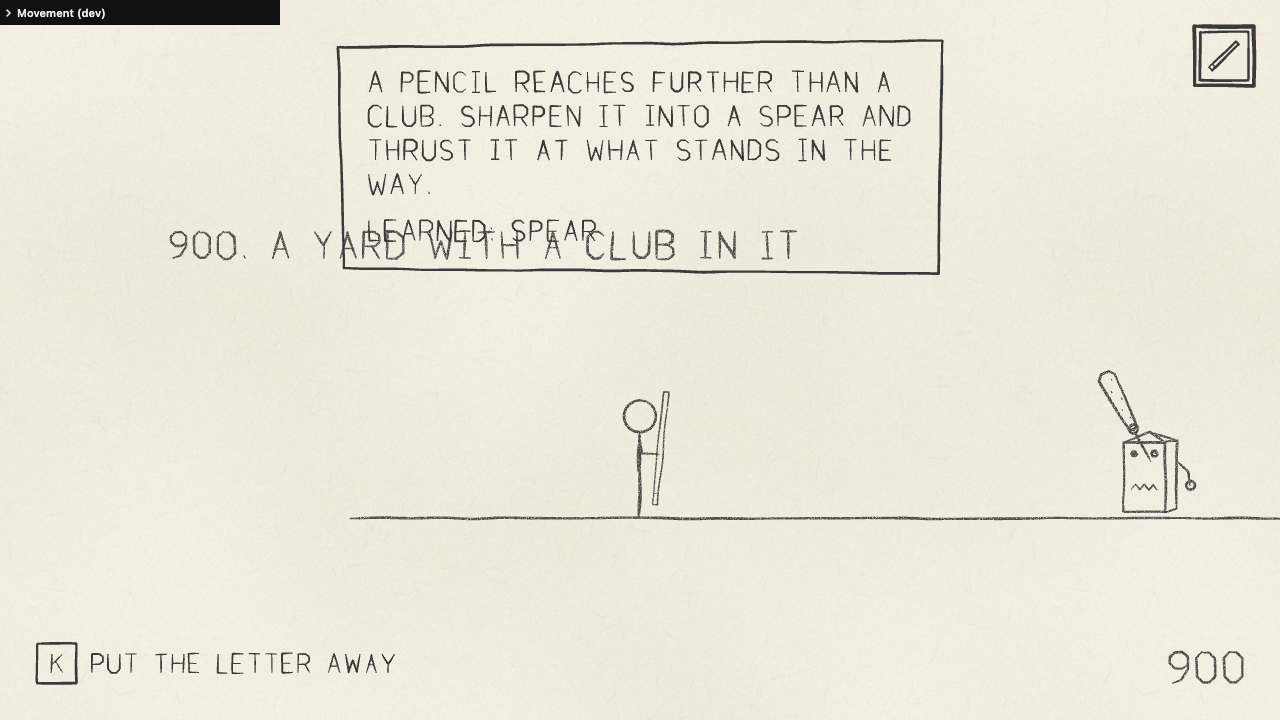 Movement (dev)
A PENCIL REACHES FURTHER THAN A
CLUB. SHARPEN IT INTO A SPEAR AND
THRUST IT AT WHAT STANDS IN THE
WAY.
LEARNED: SPEAR
900. A YARD WITH A CLUB IN IT
K PUT THE LETTER AWAY
900